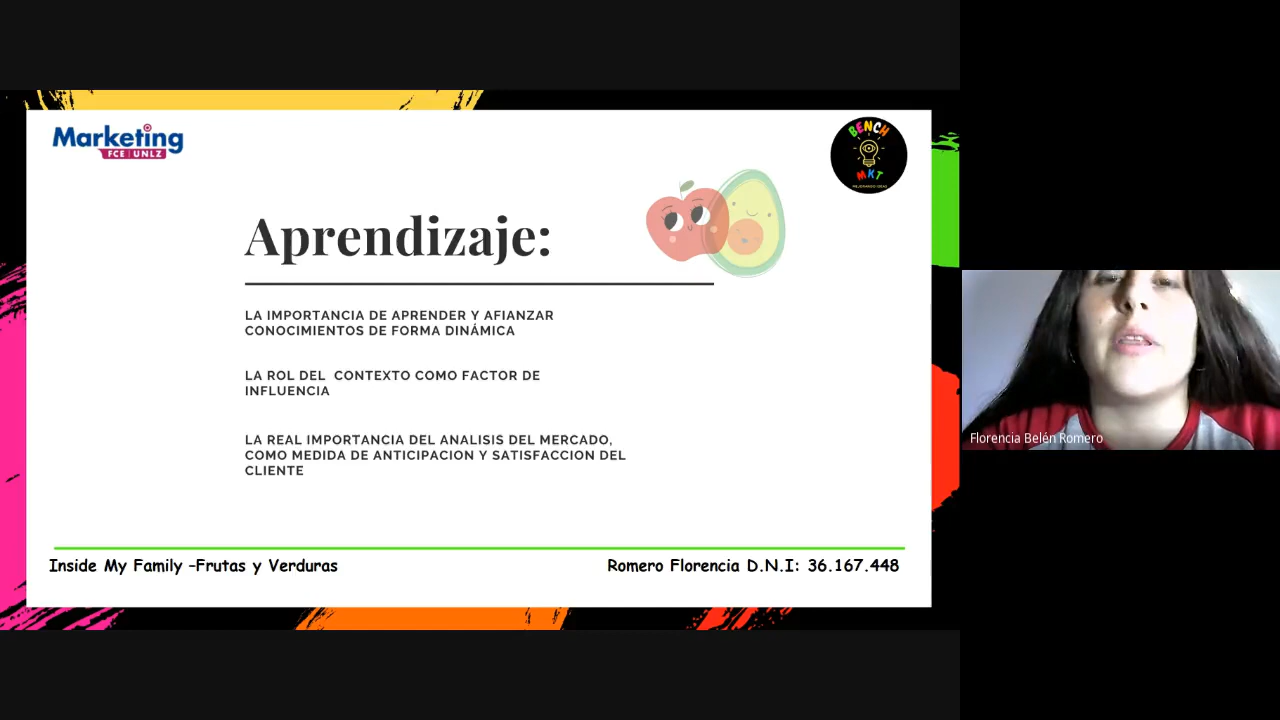 Marketing
FCE | UNLZ
BENCH
MKT
MEJORANDO IDEAS
Aprendizaje:
LA IMPORTANCIA DE APRENDER Y AFIANZAR
CONOCIMIENTOS DE FORMA DINÁMICA
LA ROL DEL CONTEXTO COMO FACTOR DE
INFLUENCIA
LA REAL IMPORTANCIA DEL ANALISIS DEL MERCADO,
COMO MEDIDA DE ANTICIPACION Y SATISFACCION DEL
CLIENTE
Inside My Family –Frutas y Verduras
Romero Florencia D.N.I: 36.167.448
Florencia Belén Romero